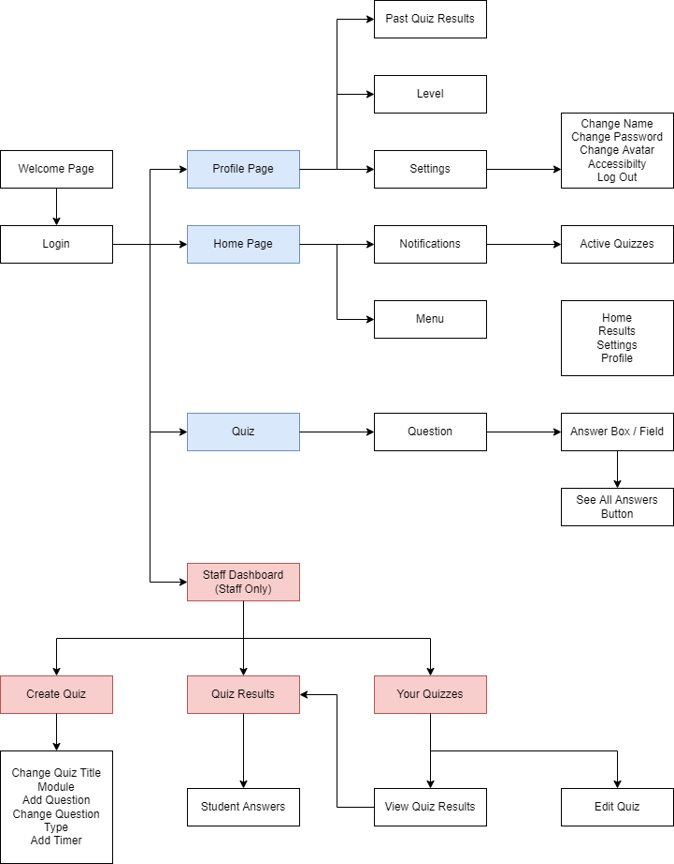 Past Quiz Results
Level
Change Name
Change Password
Change Avatar
Accessibilty
Log Out
Welcome Page
Profile Page
Settings
Login
Home Page
Notifications
Active Quizzes
Menu
Home
Results
Settings
Profile
Quiz
Question
Answer Box / Field
See All Answers
Button
Staff Dashboard
(Staff Only)
Create Quiz
Quiz Results
Your Quizzes
Change Quiz Title
Module
Add Question
Change Question
Type
Add Timer
Student Answers
View Quiz Results
Edit Quiz